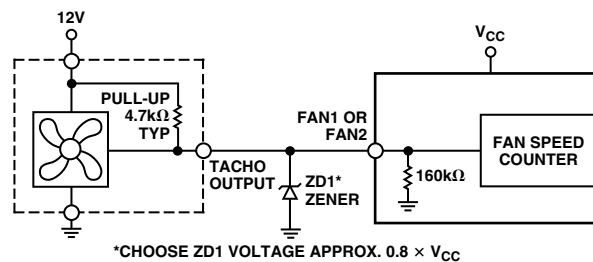 12V
V_CC
PULL-UP
4.7kΩ
TYP
TACHO
OUTPUT
FAN1 OR
FAN2
ZD1*
ZENER
160kΩ
FAN SPEED
COUNTER
*CHOOSE ZD1 VOLTAGE APPROX. 0.8 × V_CC